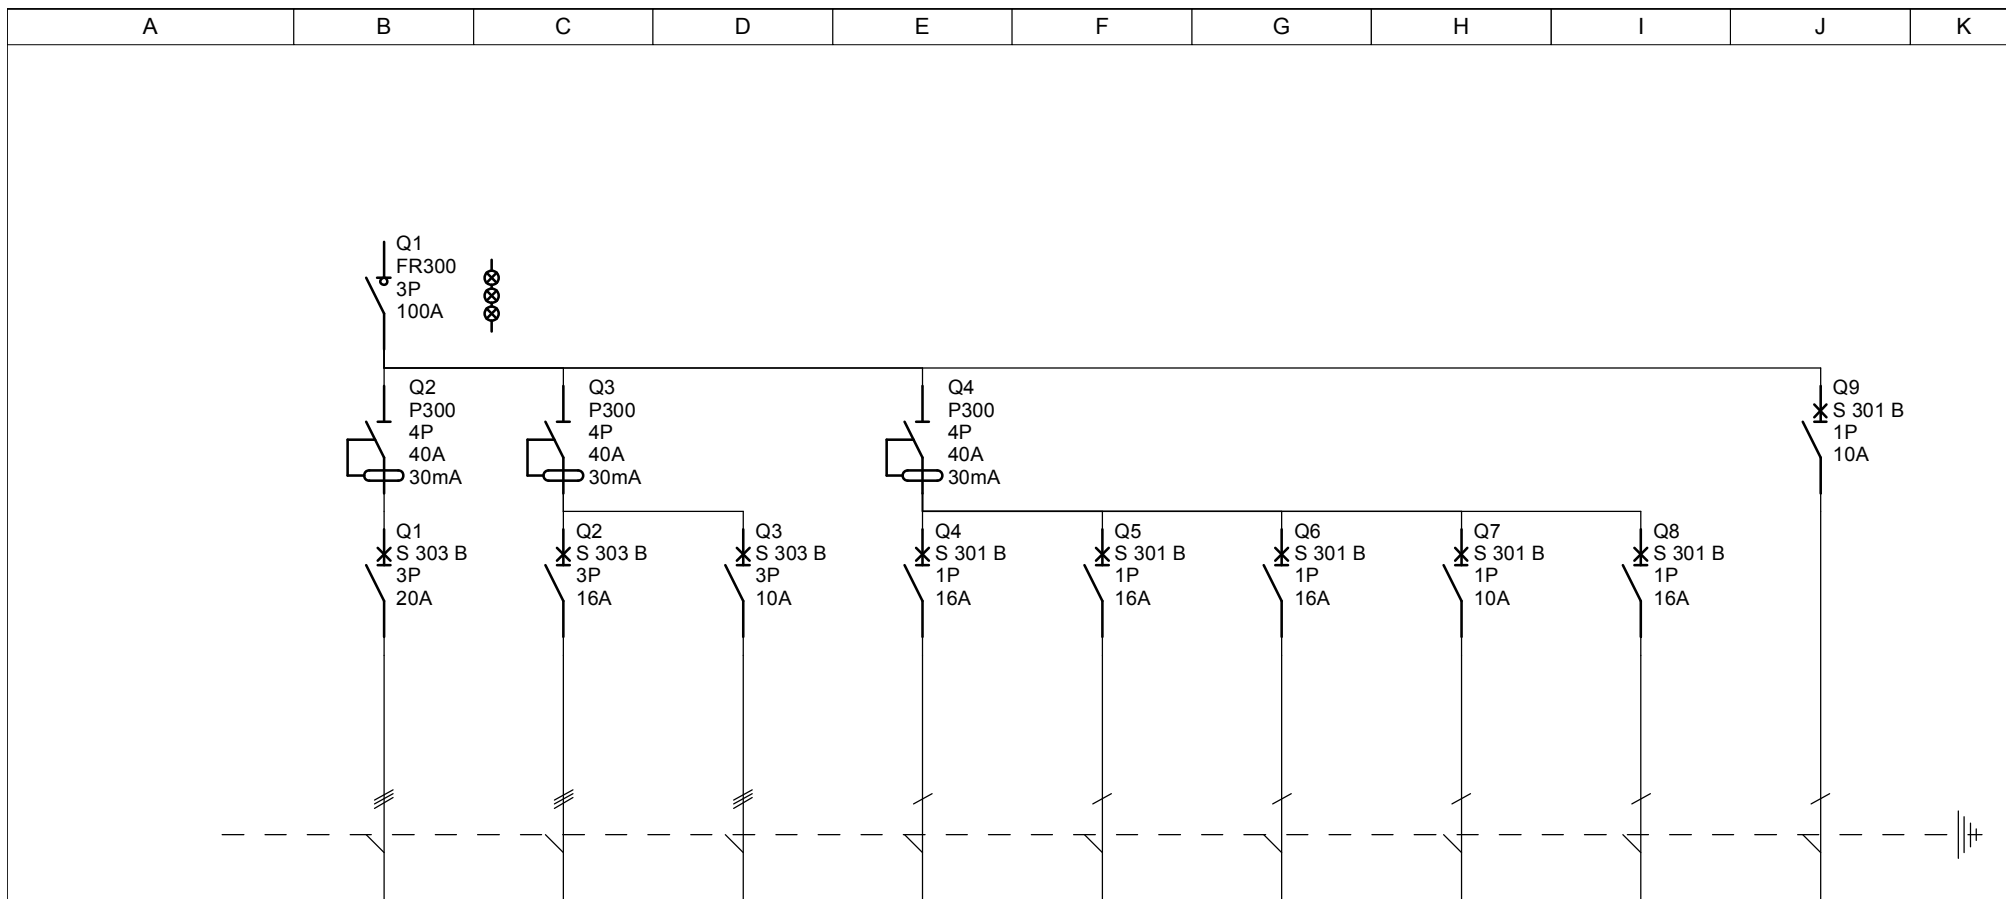 A B C D E F G H I J K
Q1
FR300
3P
100A
Q2
P300
4P
40A
30mA
Q3
P300
4P
40A
30mA
Q4
P300
4P
40A
30mA
Q9
S 301 B
1P
10A
Q1
S 303 B
3P
20A
Q2
S 303 B
3P
16A
Q3
S 303 B
3P
10A
Q4
S 301 B
1P
16A
Q5
S 301 B
1P
16A
Q6
S 301 B
1P
16A
Q7
S 301 B
1P
10A
Q8
S 301 B
1P
16A